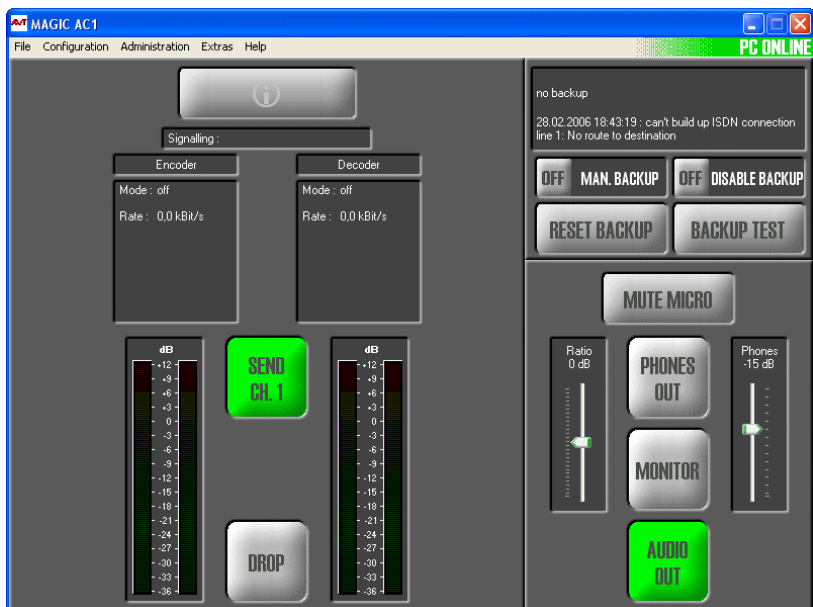 AVT MAGIC AC1
File Configuration Administration Extras Help
PC ONLINE
Signalling :
Encoder
Mode : off
Rate : 0,0 kBit/s
Decoder
Mode : off
Rate : 0,0 kBit/s
dB
+12
+9
+6
+3
0
-3
-6
-9
-12
-15
-18
-21
-24
-27
-30
-33
-36
SEND
CH. 1
DROP
dB
+12
+9
+6
+3
0
-3
-6
-9
-12
-15
-18
-21
-24
-27
-30
-33
-36
no backup
28.02.2006 18:43:19 : can't build up ISDN connection
line 1: No route to destination
OFF MAN. BACKUP
OFF DISABLE BACKUP
RESET BACKUP
BACKUP TEST
MUTE MICRO
Ratio
0 dB
PHONES
OUT
MONITOR
AUDIO
OUT
Phones
-15 dB